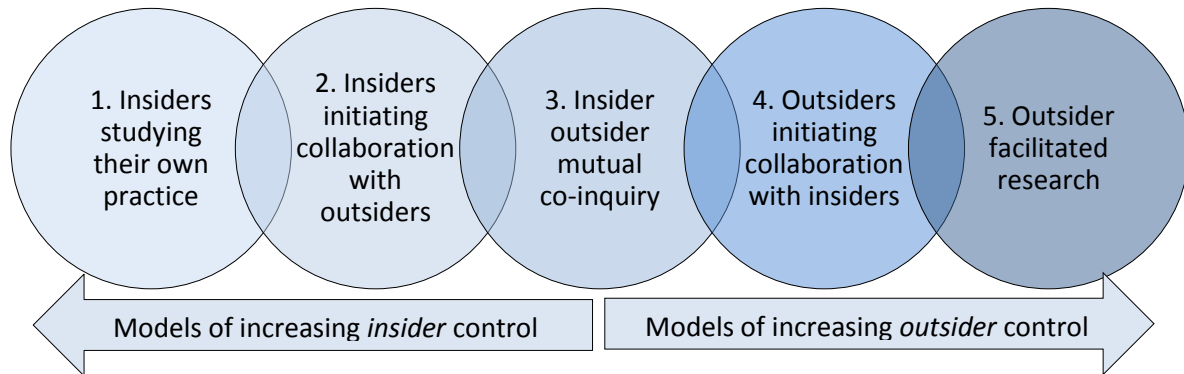 1. Insiders
studying
their own
practice
2. Insiders
initiating
collaboration
with
outsiders
3. Insider
outsider
mutual
co-inquiry
4. Outsiders
initiating
collaboration
with insiders
5. Outsider
facilitated
research
Models of increasing insider control
Models of increasing outsider control